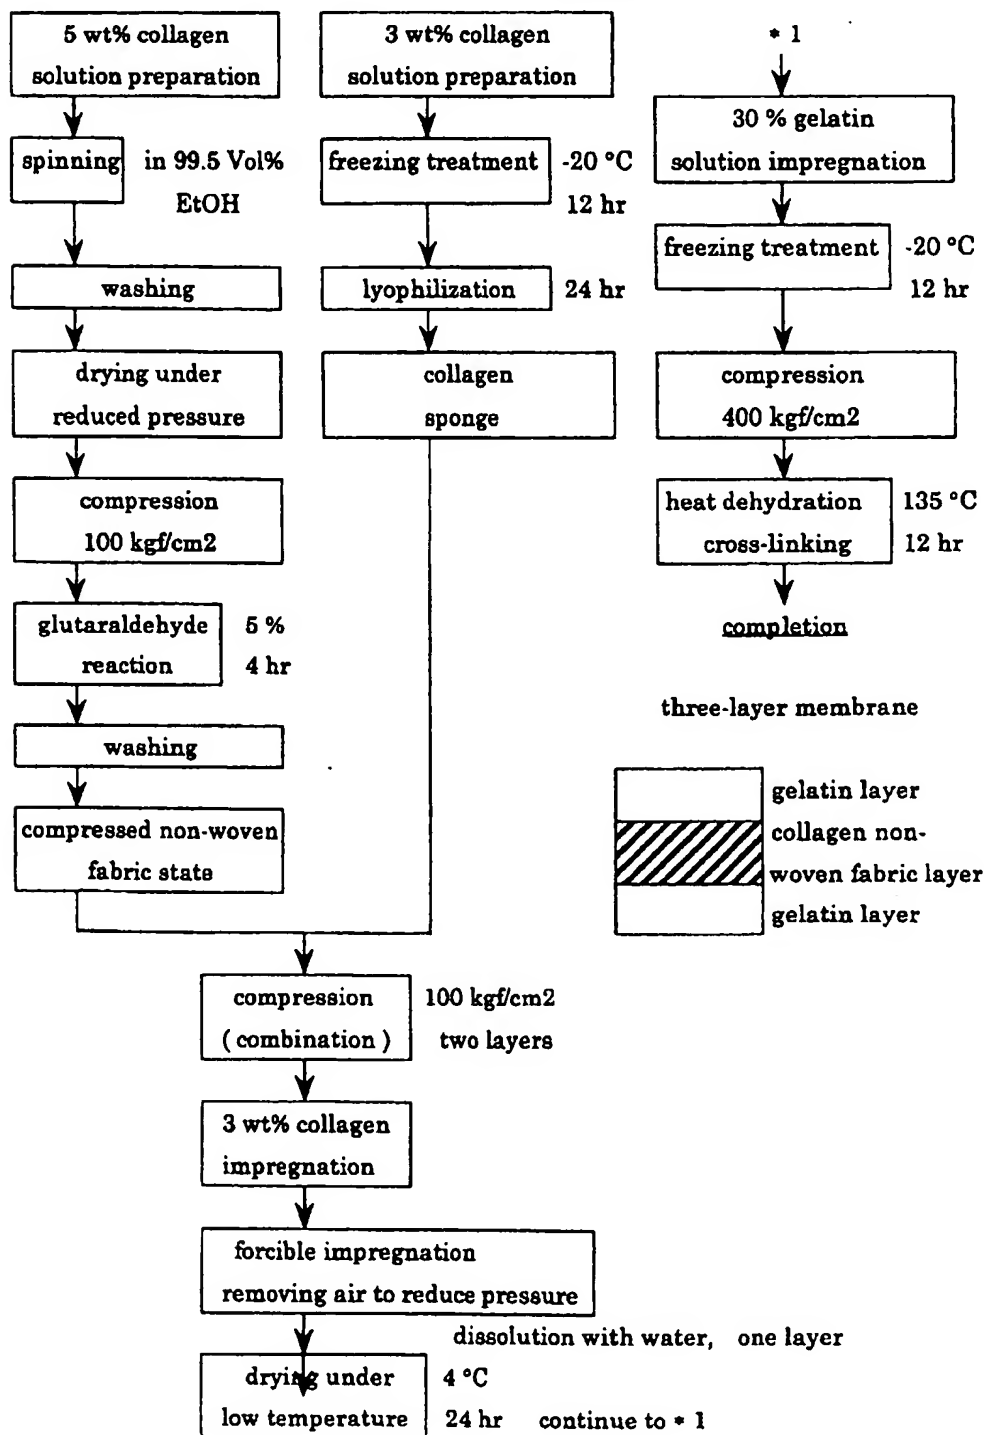 5 wt% collagen
solution preparation
spinning
in 99.5 Vol%
EtOH
washing
drying under
reduced pressure
compression
100 kgf/cm2
glutaraldehyde
reaction
5 %
4 hr
washing
compressed non-woven
fabric state
3 wt% collagen
solution preparation
freezing treatment
-20 °C
12 hr
lyophilization
24 hr
collagen
sponge
compression
( combination )
100 kgf/cm2
two layers
3 wt% collagen
impregnation
forcible impregnation
removing air to reduce pressure
dissolution with water, one layer
drying under
low temperature
4 °C
24 hr continue to * 1
* 1
30 % gelatin
solution impregnation
freezing treatment
-20 °C
12 hr
compression
400 kgf/cm2
heat dehydration
cross-linking
135 °C
12 hr
completion
three-layer membrane
gelatin layer
collagen non-
woven fabric layer
gelatin layer